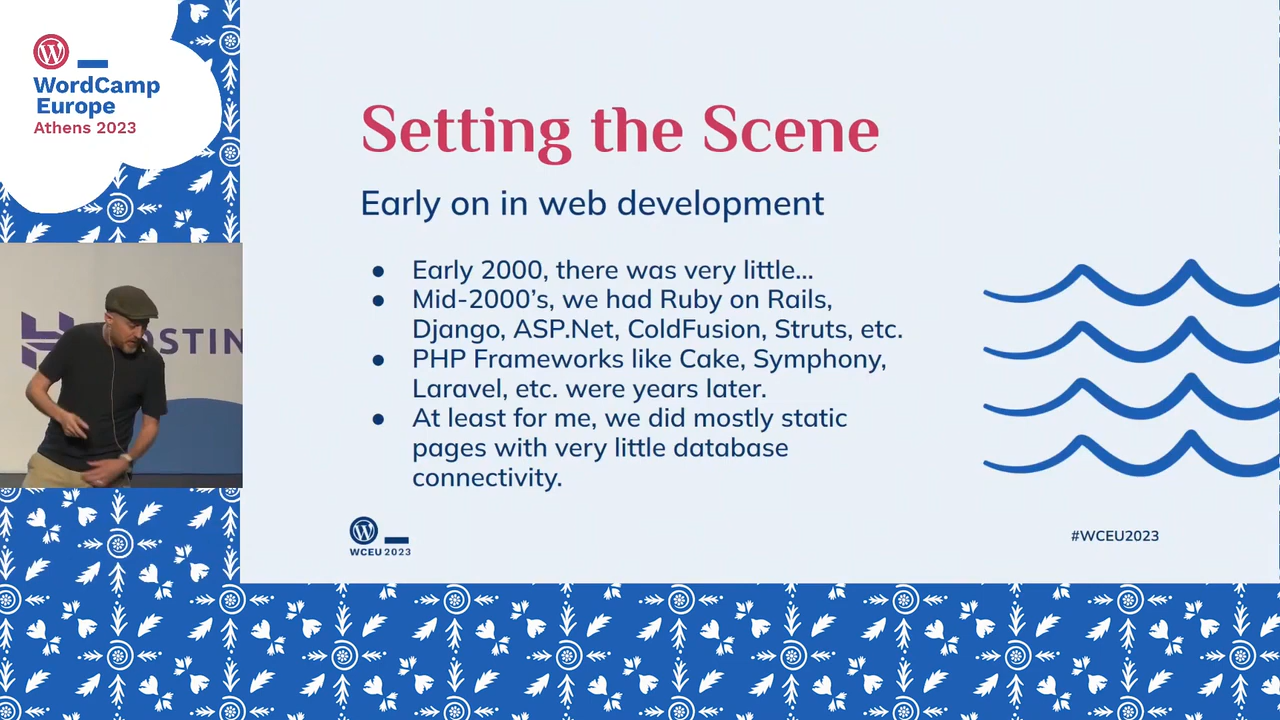 WordCamp
Europe
Athens 2023
Setting the Scene
Early on in web development
● Early 2000, there was very little...
● Mid-2000's, we had Ruby on Rails,
Django, ASP.Net, ColdFusion, Struts, etc.
● PHP Frameworks like Cake, Symphony,
Laravel, etc. were years later.
● At least for me, we did mostly static
pages with very little database
connectivity.
WCEU 2023
#WCEU2023